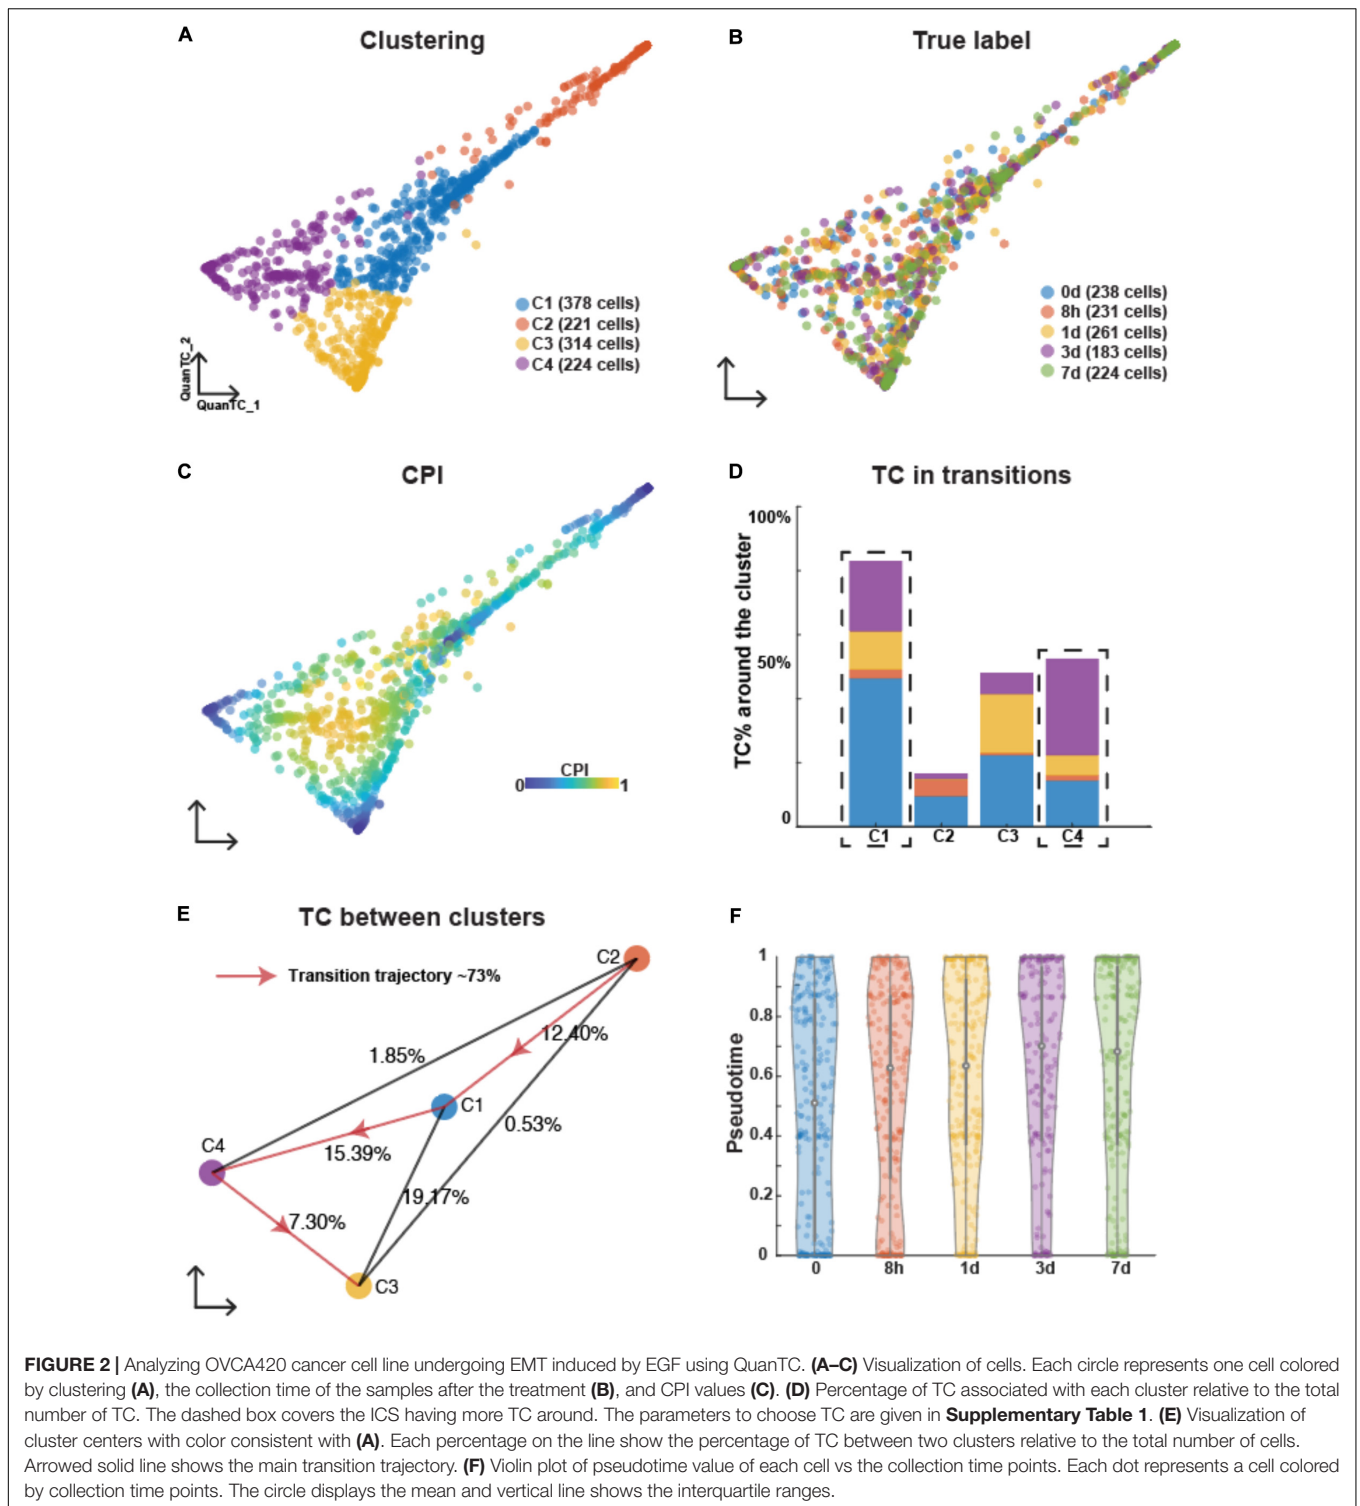 A
Clustering
QuanTC_2
QuanTC_1
C1 (378 cells)
C2 (221 cells)
C3 (314 cells)
C4 (224 cells)
B
True label
0d (238 cells)
8h (231 cells)
1d (261 cells)
3d (183 cells)
7d (224 cells)
C
CPI
CPI
0
1
D
TC in transitions
TC% around the cluster
100%
50%
0
C1
C2
C3
C4
E
TC between clusters
Transition trajectory ~73%
C2
12.40%
1.85%
C1
0.53%
C4
15.39%
19.17%
7.30%
C3
F
Pseudotime
1
0.8
0.6
0.4
0.2
0
0
8h
1d
3d
7d
FIGURE 2 | Analyzing OVCA420 cancer cell line undergoing EMT induced by EGF using QuanTC. (A–C) Visualization of cells. Each circle represents one cell colored
by clustering (A), the collection time of the samples after the treatment (B), and CPI values (C). (D) Percentage of TC associated with each cluster relative to the total
number of TC. The dashed box covers the ICS having more TC around. The parameters to choose TC are given in Supplementary Table 1. (E) Visualization of
cluster centers with color consistent with (A). Each percentage on the line show the percentage of TC between two clusters relative to the total number of cells.
Arrowed solid line shows the main transition trajectory. (F) Violin plot of pseudotime value of each cell vs the collection time points. Each dot represents a cell colored
by collection time points. The circle displays the mean and vertical line shows the interquartile ranges.